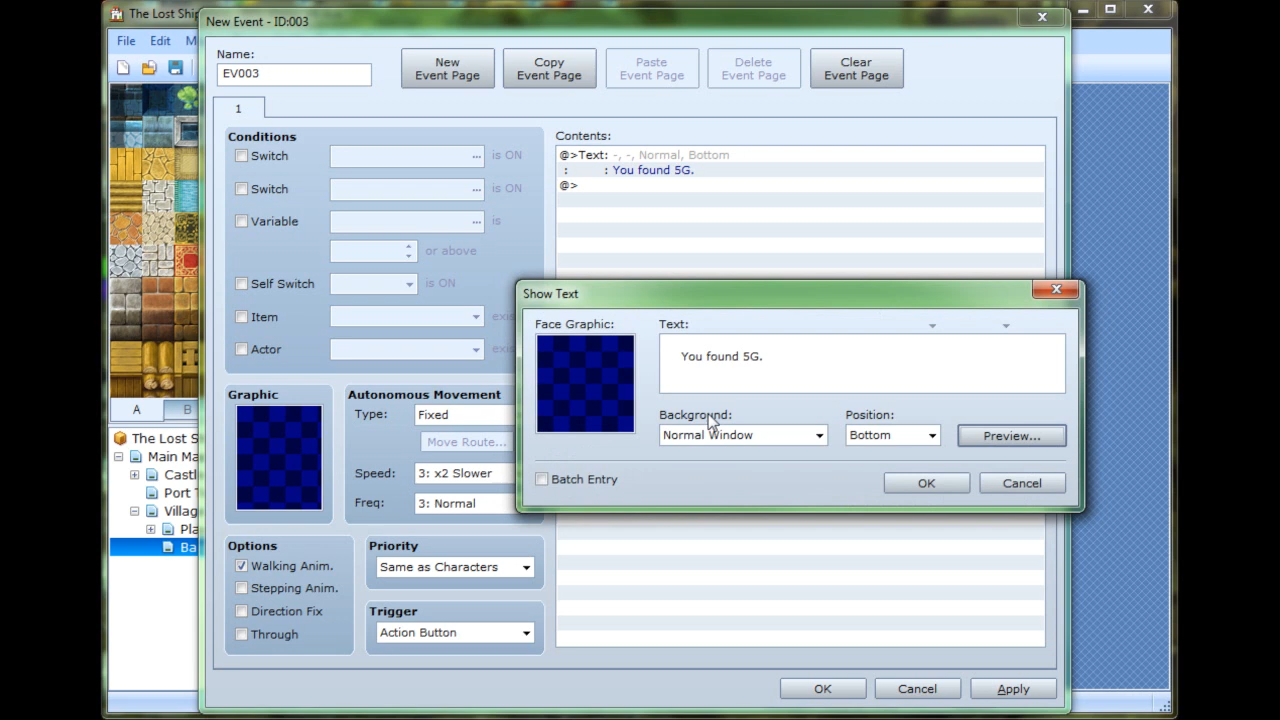 The Lost Ship
New Event - ID:003
File Edit M
Name:
EV003
New
Event Page
Copy
Event Page
Paste
Event Page
Delete
Event Page
Clear
Event Page
1
Conditions
Switch ... is ON
Switch ... is ON
Variable ... is
or above
Self Switch is ON
Item exis
Actor exis
Contents:
@>Text: -, -, Normal, Bottom
: : You found 5G.
@>
Show Text
Face Graphic:
Text:
You found 5G.
Background:
Normal Window
Position:
Bottom
Preview...
Batch Entry
OK
Cancel
Graphic
Autonomous Movement
Type: Fixed
Move Route...
Speed: 3: x2 Slower
Freq: 3: Normal
Options
Walking Anim.
Stepping Anim.
Direction Fix
Through
Priority
Same as Characters
Trigger
Action Button
A B
The Lost S
Main Ma
Castl
Port T
Villag
Pla
Ba
OK
Cancel
Apply